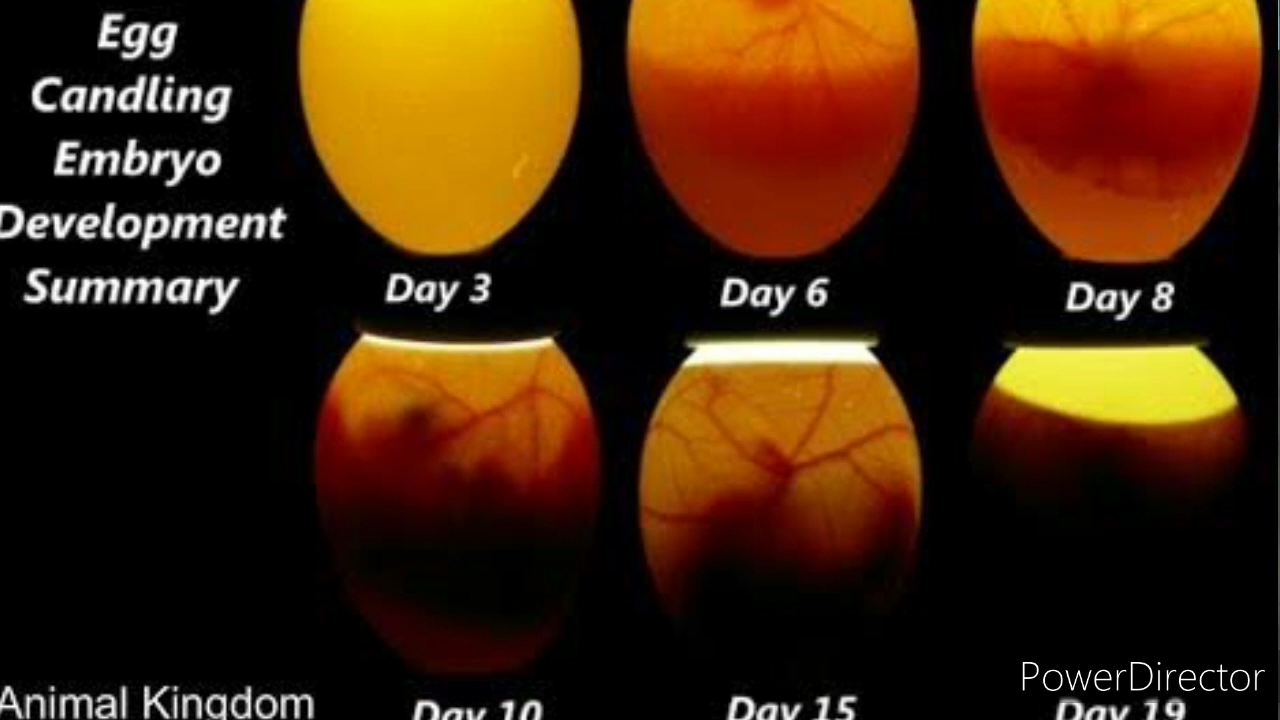 Egg
Candling
Embryo
Development
Summary
Day 3
Day 6
Day 8
Day 10
Day 15
Day 19
Animal Kingdom
PowerDirector